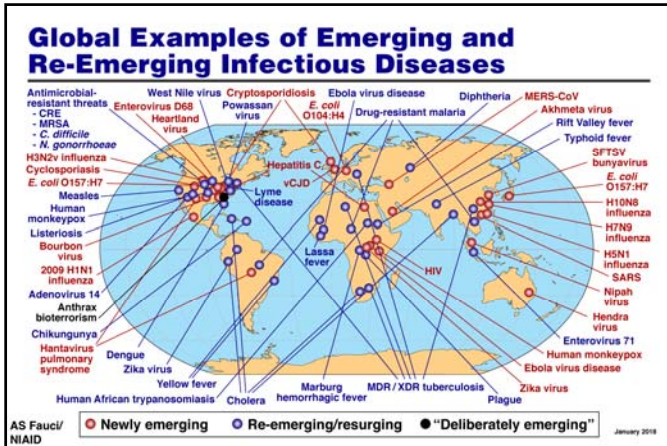 Global Examples of Emerging and
Re-Emerging Infectious Diseases
Antimicrobial-
resistant threats
- CRE
- MRSA
- C. difficile
- N. gonorrhoeae
H3N2v influenza
Cyclosporiasis
E. coli O157:H7
Measles
Human
monkeypox
Listeriosis
Bourbon
virus
2009 H1N1
influenza
Adenovirus 14
Anthrax
bioterrorism
Chikungunya
Hantavirus
pulmonary
syndrome
Dengue
Zika virus
Yellow fever
Human African trypanosomiasis
Cholera
Marburg
hemorrhagic fever
MDR / XDR tuberculosis
Plague
Zika virus
Ebola virus disease
Human monkeypox
Enterovirus 71
Hendra
virus
Nipah
virus
SARS
H5N1
influenza
H7N9
influenza
H10N8
influenza
E. coli
O157:H7
SFTSV
bunyavirus
Typhoid fever
Rift Valley fever
Akhmeta virus
MERS-CoV
Diphtheria
Drug-resistant malaria
Ebola virus disease
E. coli
O104:H4
Cryptosporidiosis
Powassan
virus
West Nile virus
Enterovirus D68
Heartland
virus
Hepatitis C
vCJD
Lyme
disease
Lassa
fever
HIV
AS Fauci/
NIAID
Newly emerging
Re-emerging/resurging
"Deliberately emerging"
January 2018